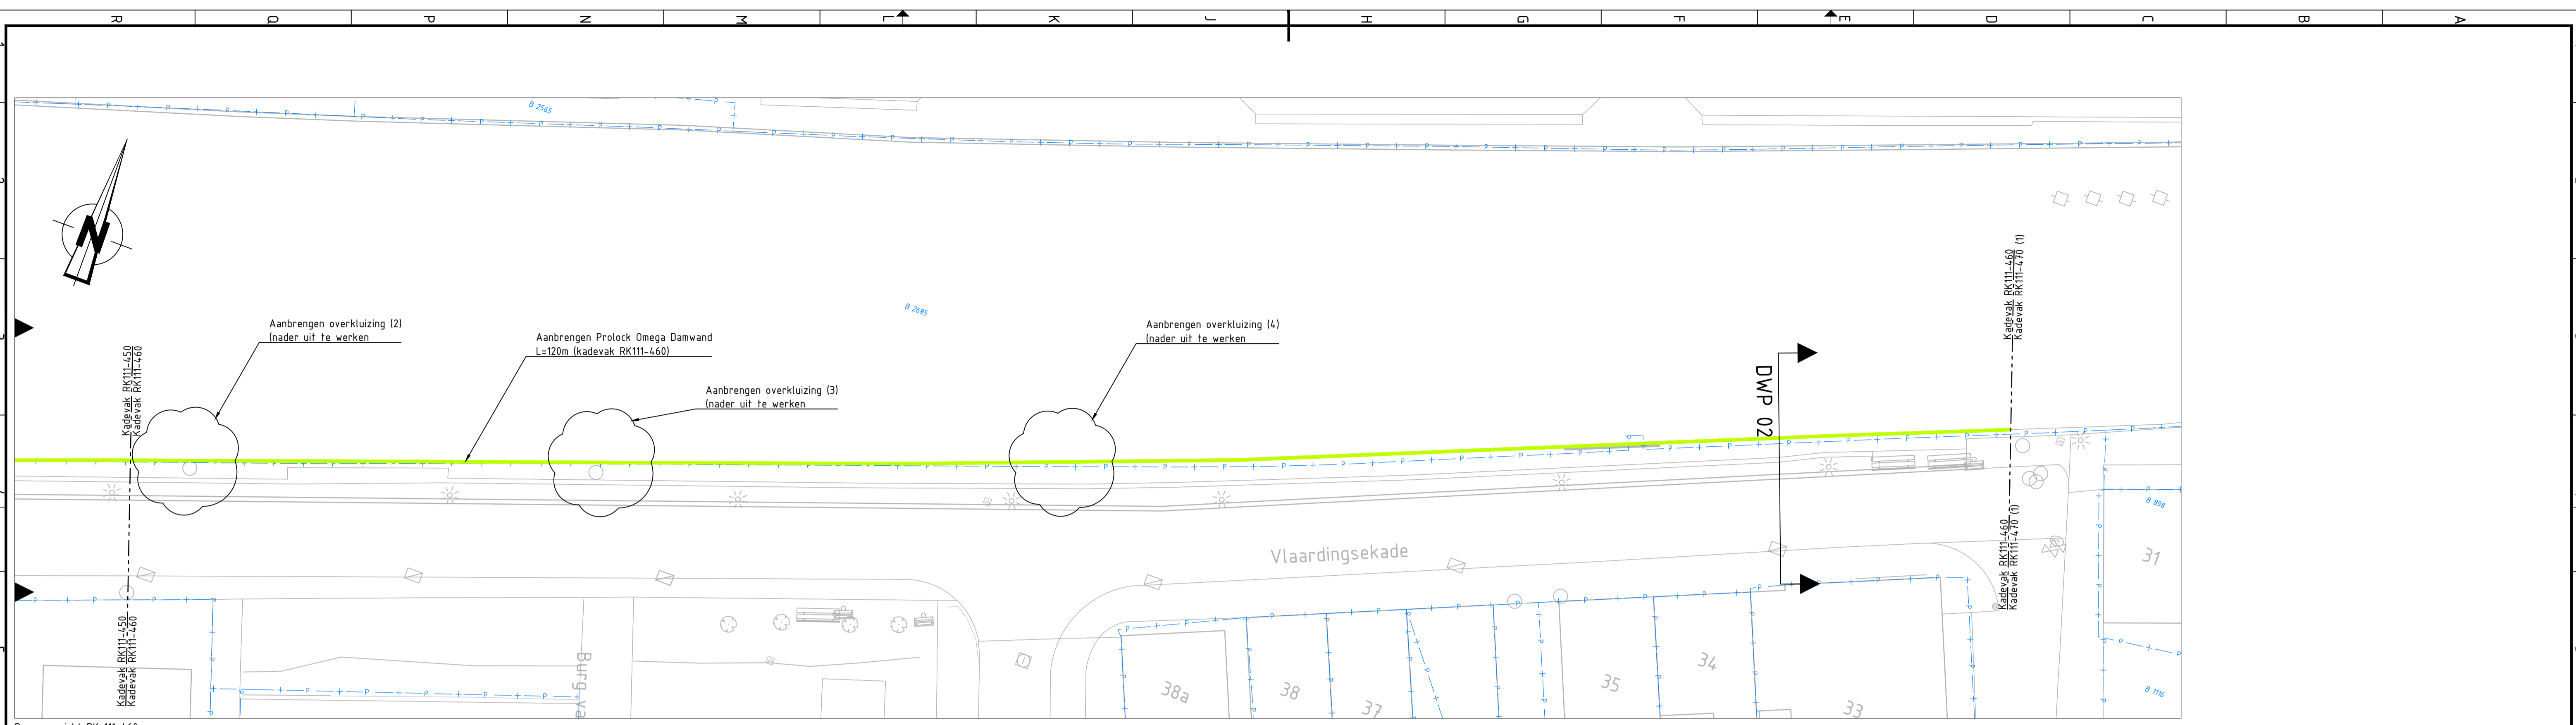 R Q P N M L K J H G F E D C B A
B 2565
N
B 2685
Kadevak RK111-460
Kadevak RK111-470 (1)
Aanbrengen overkluizing (2)
(nader uit te werken
Aanbrengen Prolock Omega Damwand
L=120m (kadevak RK111-460)
Aanbrengen overkluizing (4)
(nader uit te werken
Kadevak RK111-450
Kadevak RK111-460
Aanbrengen overkluizing (3)
(nader uit te werken
DWP 02
B 898
Kadevak RK111-460
Kadevak RK111-470 (1)
Vlaardingsekade
31
Kadevak RK111-450
Kadevak RK111-460
38a
38
37
35
34
33
B 1116